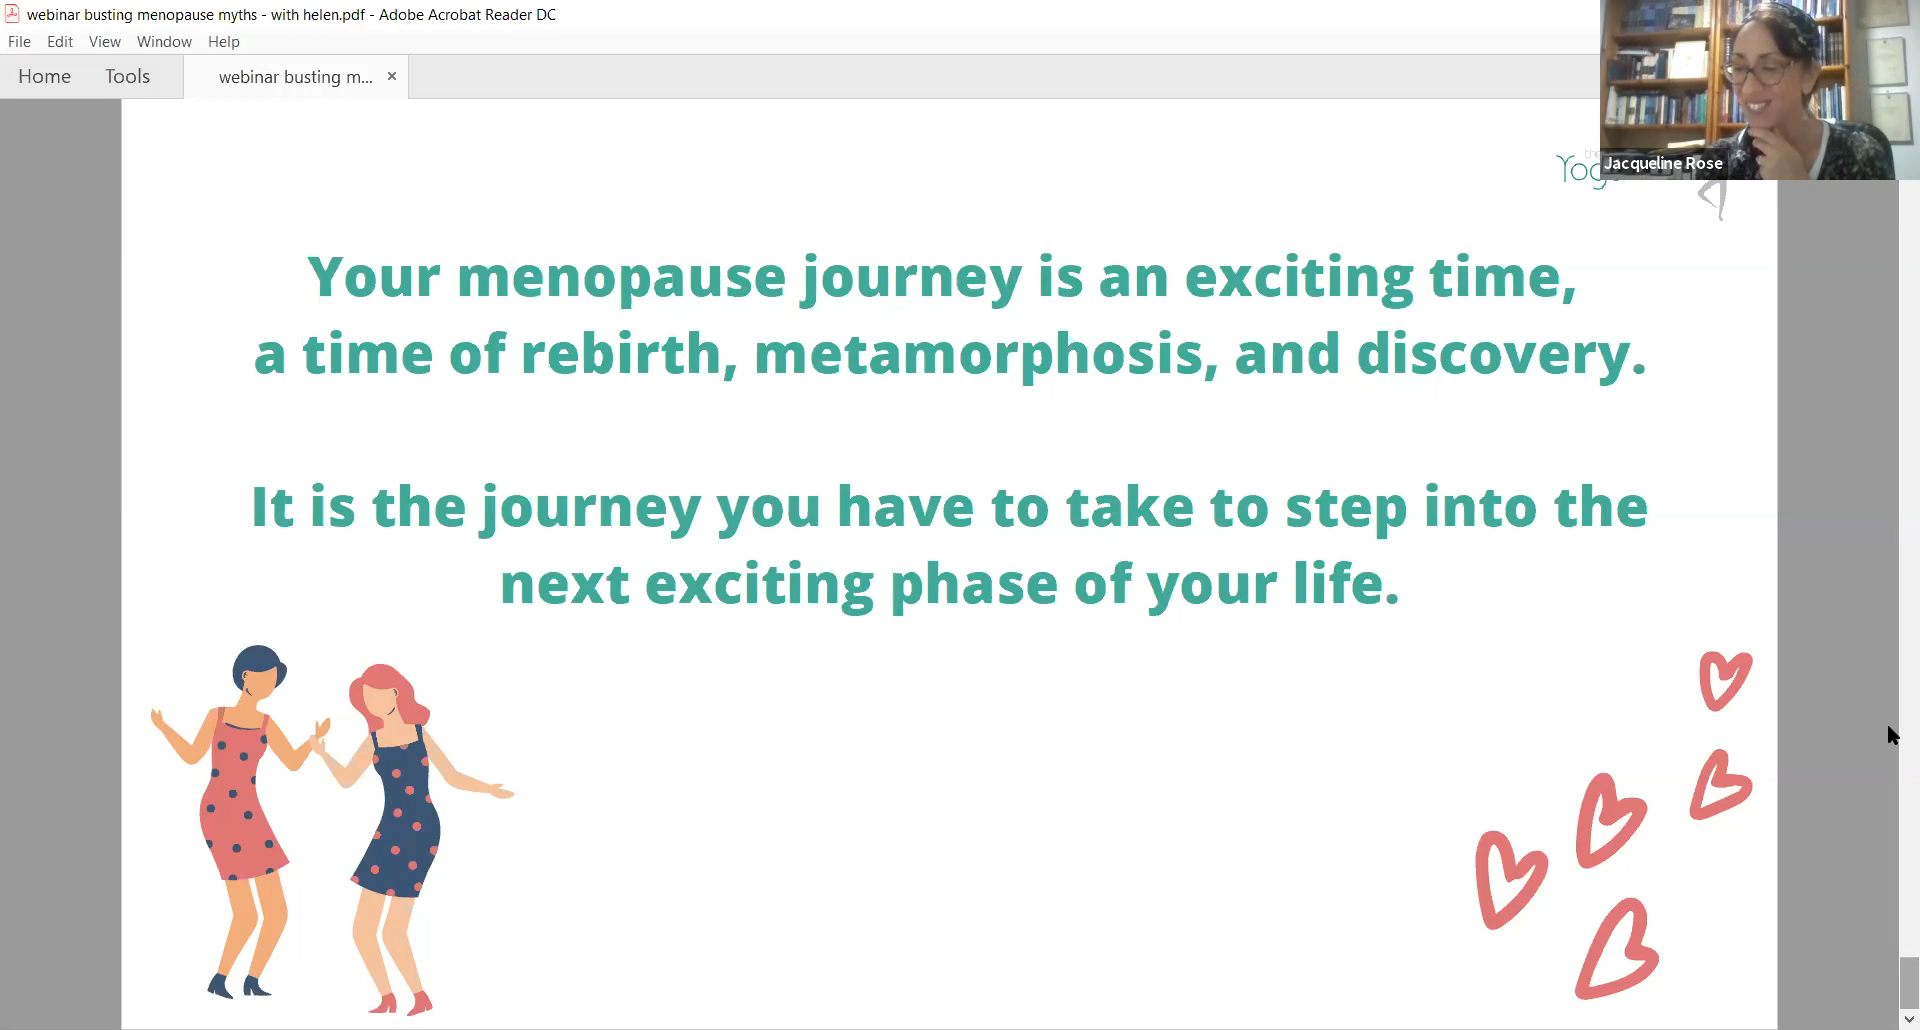 webinar busting menopause myths - with helen.pdf - Adobe Acrobat Reader DC
File Edit View Window Help
Home Tools webinar busting m... ×
Jacqueline Rose
Your menopause journey is an exciting time,
a time of rebirth, metamorphosis, and discovery.
It is the journey you have to take to step into the
next exciting phase of your life.